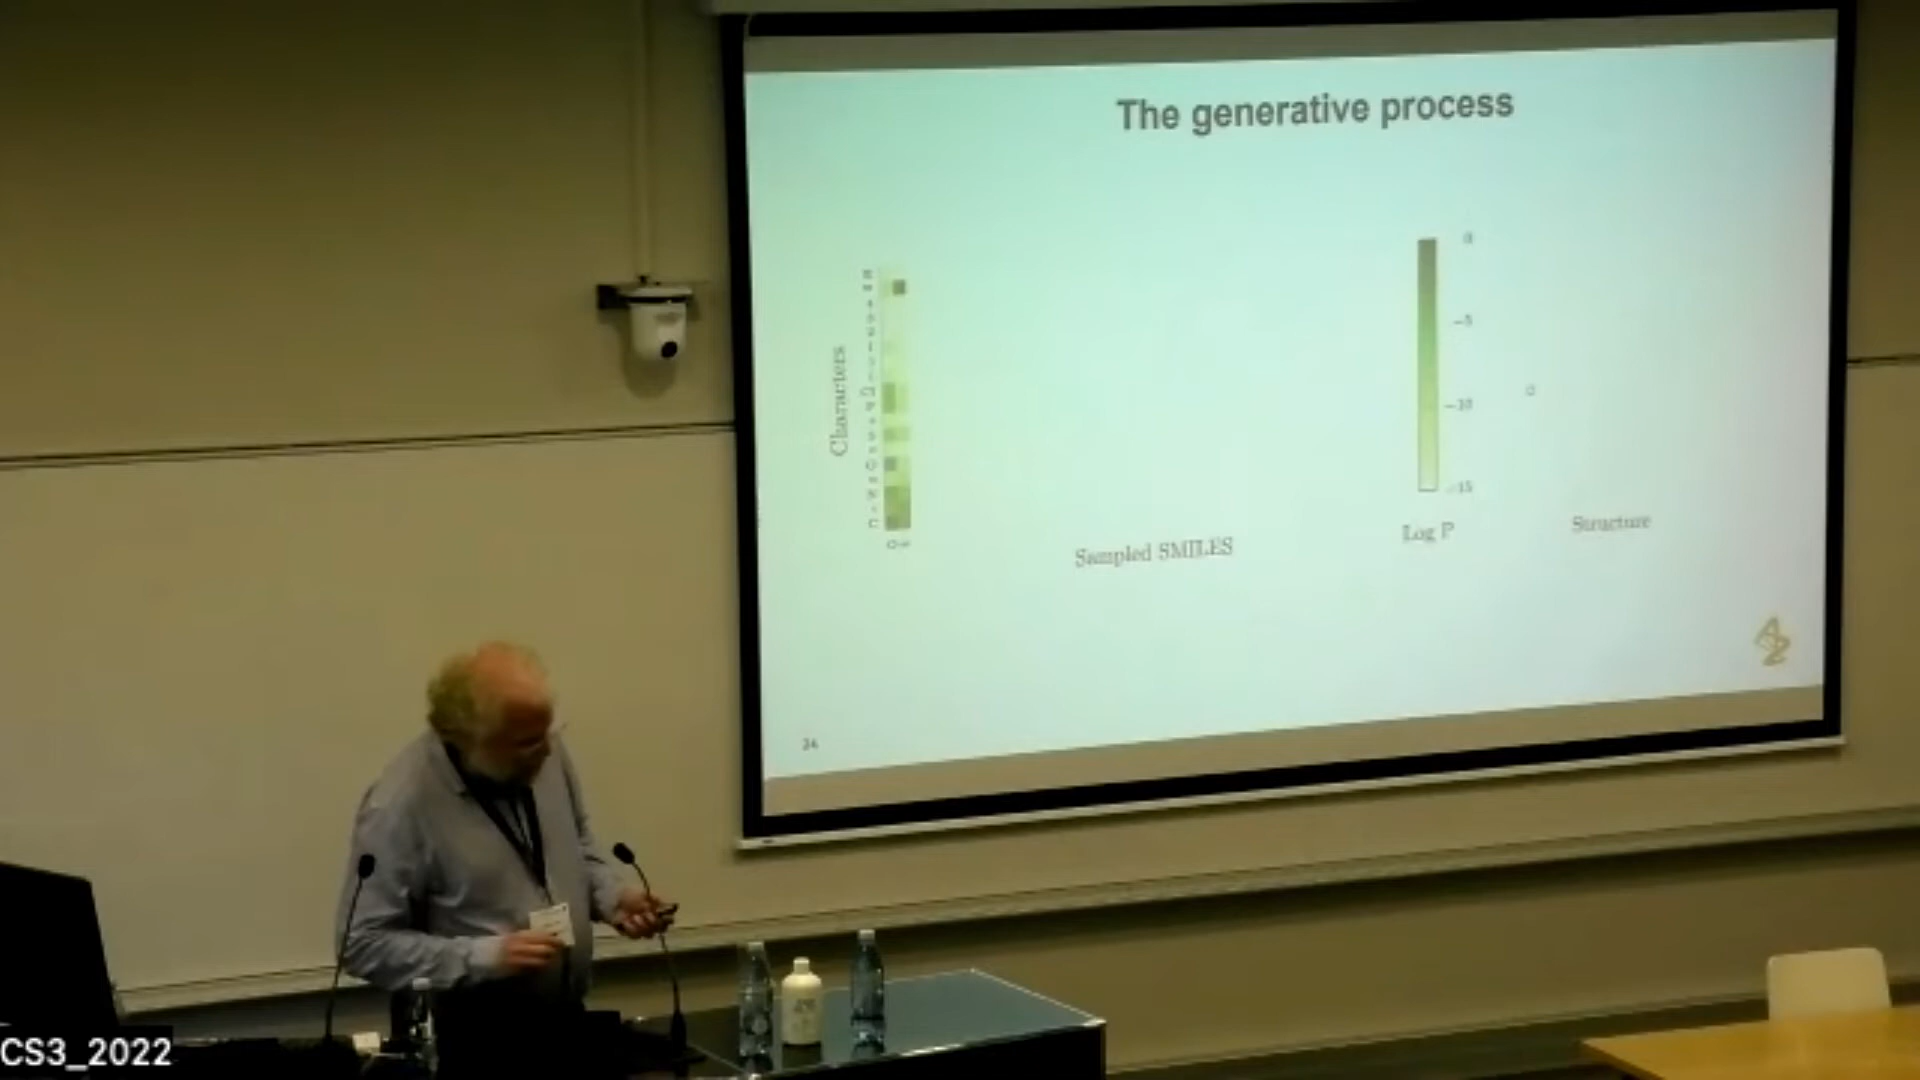 The generative process
Characters
0
-5
-10
-15
Sampled SMILES
Log P
Structure
24
CS3_2022